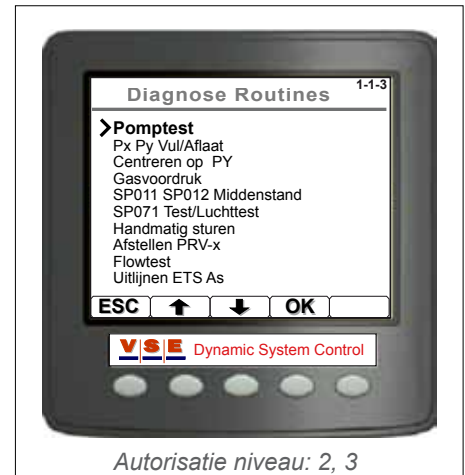 Diagnose Routines 1-1-3
Pomptest
Px Py Vul/Aflaat
Centreren op PY
Gasvoordruk
SP011 SP012 Middenstand
SP071 Test/Luchttest
Handmatig sturen
Afstellen PRV-x
Flowtest
Uitlijnen ETS As
ESC OK
VSE Dynamic System Control
Autorisatie niveau: 2, 3